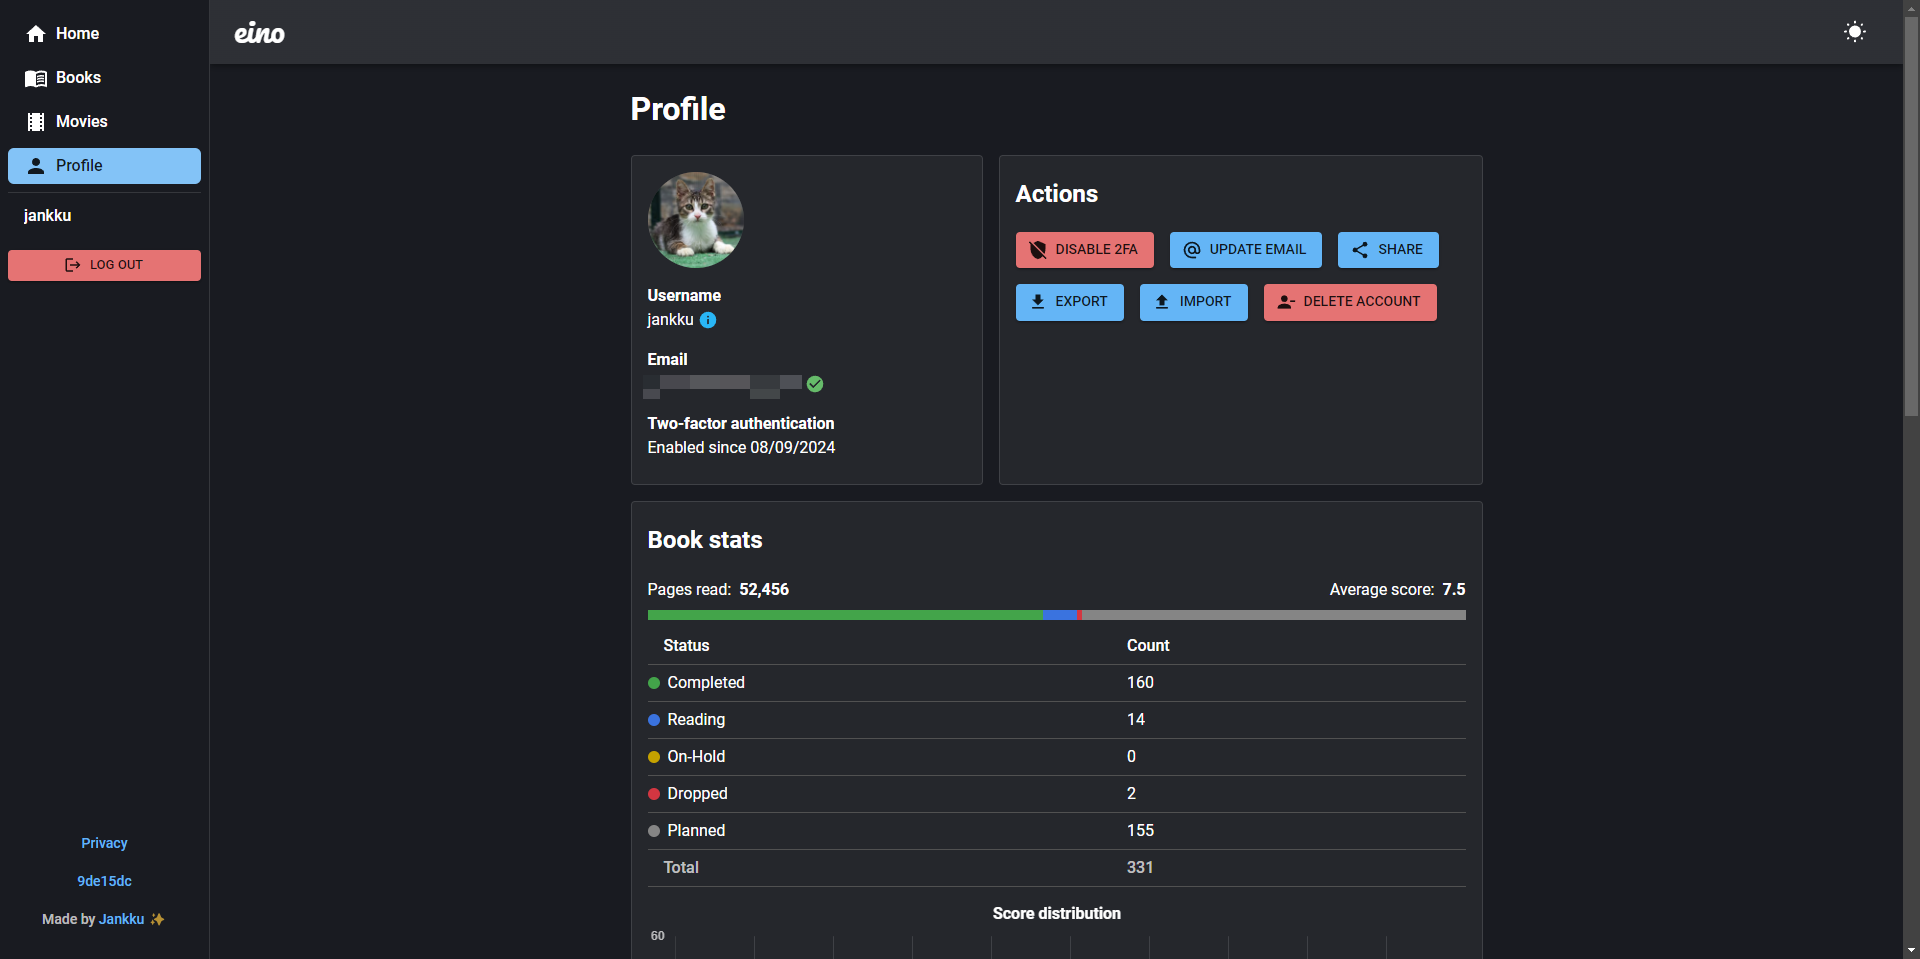 Home
Books
Movies
Profile
jankku
LOG OUT
Privacy
9de15dc
Made by Jankku ✨
eino
Profile
Username
jankku
Email
Two-factor authentication
Enabled since 08/09/2024
Actions
DISABLE 2FA UPDATE EMAIL SHARE
EXPORT IMPORT DELETE ACCOUNT
Book stats
Pages read: 52,456 Average score: 7.5
Status Count
Completed 160
Reading 14
On-Hold 0
Dropped 2
Planned 155
Total 331
Score distribution
60